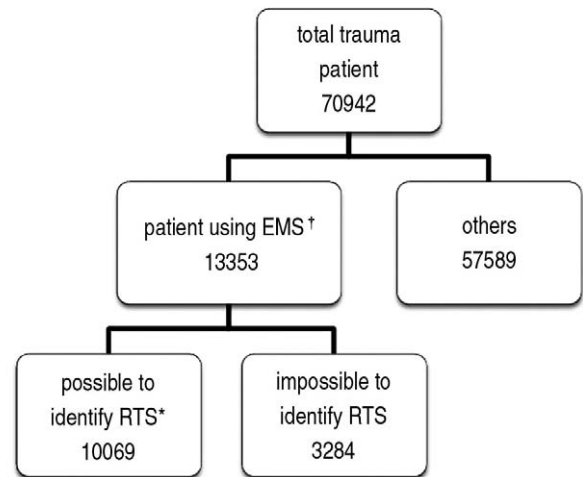 total trauma
patient
70942
patient using EMS †
13353
others
57589
possible to
identify RTS*
10069
impossible to
identify RTS
3284